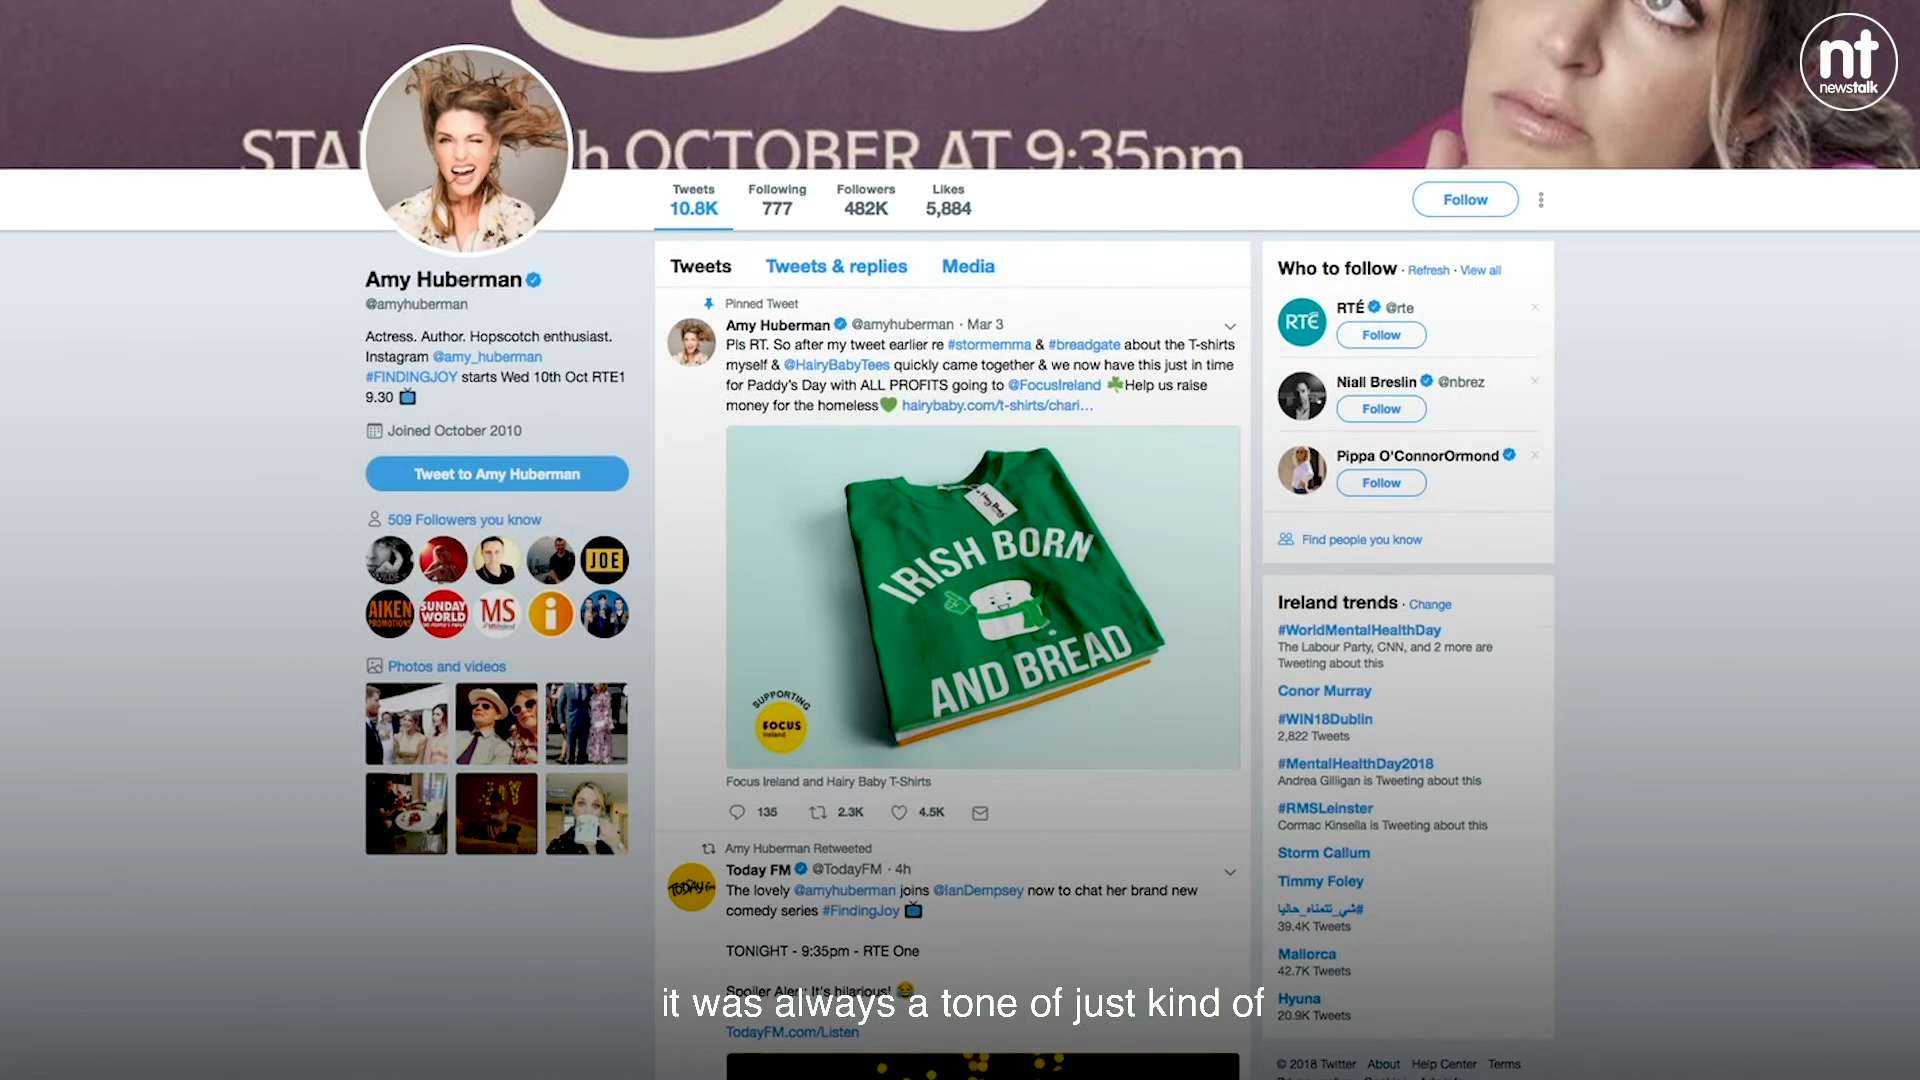 nt
newstalk
STA h OCTOBER AT 9:35pm
Tweets
10.8K
Following
777
Followers
482K
Likes
5,884
Follow
Amy Huberman
@amyhuberman
Actress. Author. Hopscotch enthusiast.
Instagram @amy_huberman
#FINDINGJOY starts Wed 10th Oct RTE1
9.30
Joined October 2010
Tweet to Amy Huberman
509 Followers you know
JOE
AIKEN
PROMOTIONS
SUNDAY
WORLD
MS
i
Photos and videos
Tweets Tweets & replies Media
Pinned Tweet
Amy Huberman @amyhuberman · Mar 3
Pls RT. So after my tweet earlier re #stormemma & #breadgate about the T-shirts
myself & @HairyBabyTees quickly came together & we now have this just in time
for Paddy's Day with ALL PROFITS going to @FocusIreland ☘Help us raise
money for the homeless💚 hairybaby.com/t-shirts/chari...
Hairy Baby
IRISH BORN
AND BREAD
SUPPORTING
FOCUS
Ireland
Focus Ireland and Hairy Baby T-Shirts
135 2.3K 4.5K
Amy Huberman Retweeted
TODAY fm
Today FM @TodayFM · 4h
The lovely @amyhuberman joins @IanDempsey now to chat her brand new
comedy series #FindingJoy 📺
TONIGHT - 9:35pm - RTE One
Spoiler Alert: It's hilarious! 😂
TodayFM.com/Listen
it was always a tone of just kind of
Who to follow · Refresh · View all
RTÉ
RTÉ @rte
Follow
Niall Breslin @nbrez
Follow
Pippa O'ConnorOrmond
Follow
Find people you know
Ireland trends · Change
#WorldMentalHealthDay
The Labour Party, CNN, and 2 more are
Tweeting about this
Conor Murray
#WIN18Dublin
2,822 Tweets
#MentalHealthDay2018
Andrea Gilligan is Tweeting about this
#RMSLeinster
Cormac Kinsella is Tweeting about this
Storm Callum
Timmy Foley
#شي_تتمناه_حاليا
39.4K Tweets
Mallorca
42.7K Tweets
Hyuna
20.9K Tweets
© 2018 Twitter About Help Center Terms